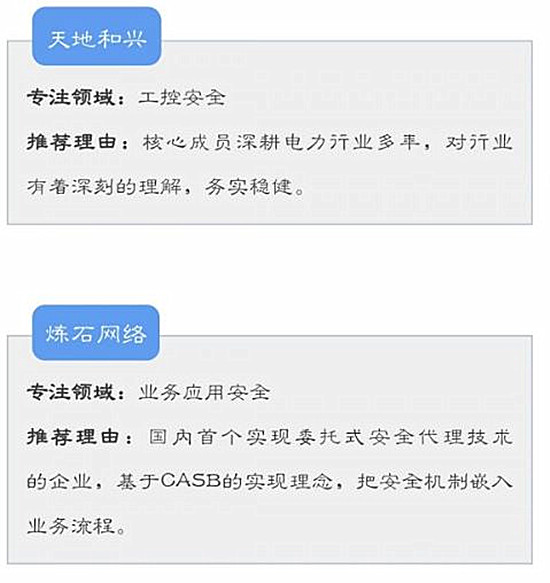 天地和兴
专注领域：工控安全
推荐理由：核心成员深耕电力行业多年，对行业
有着深刻的理解，务实稳健。
炼石网络
专注领域：业务应用安全
推荐理由：国内首个实现委托式安全代理技术
的企业，基于CASB的实现理念，把安全机制嵌入
业务流程。